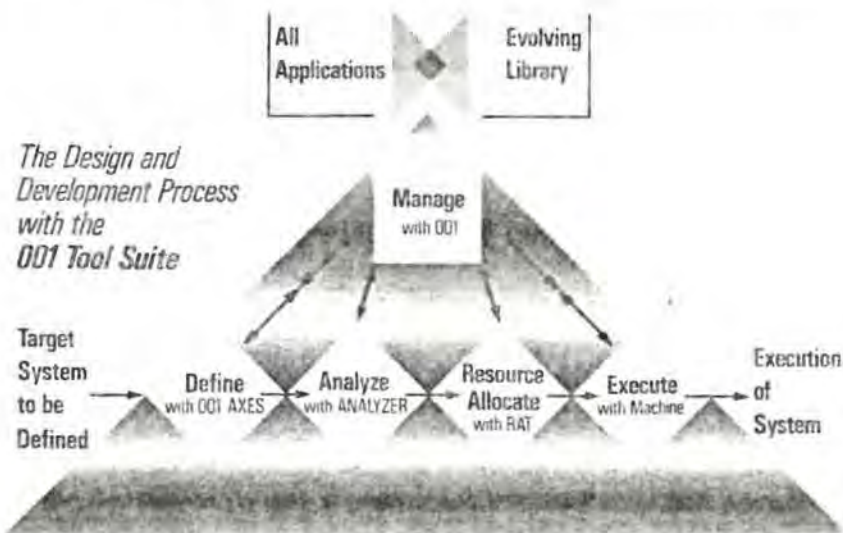 All
Applications
Evolving
Library
The Design and
Development Process
with the
001 Tool Suite
Manage
with 001
Target
System
to be
Defined
Define
with 001 AXES
Analyze
with ANALYZER
Resource
Allocate
with RAT
Execute
with Machine
Execution
of
System